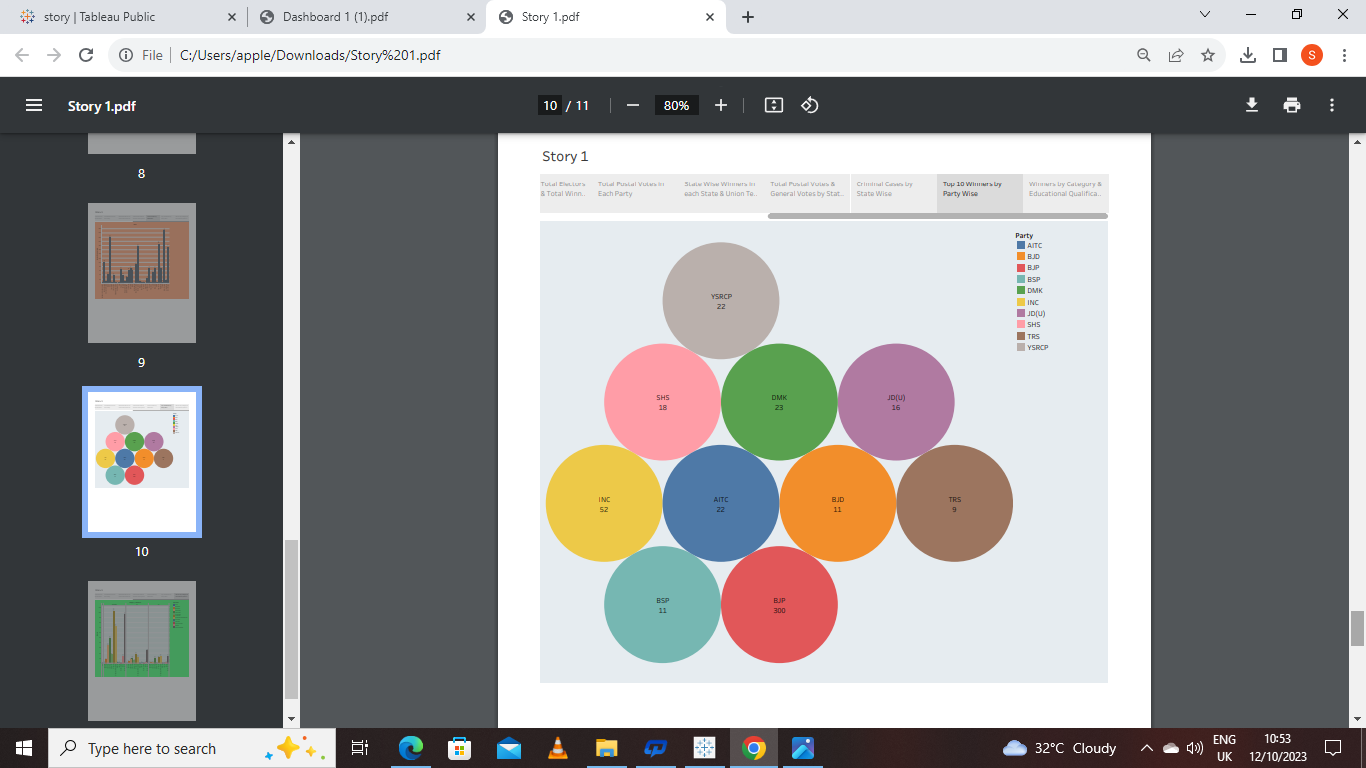 story | Tableau Public
Dashboard 1 (1).pdf
Story 1.pdf
File
C:/Users/apple/Downloads/Story%201.pdf
S
Story 1.pdf
10 / 11
80%
8
9
10
Story 1
Total Electors
& Total Winn..
Total Postal Votes in
Each Party
State Wise Winners in
each State & Union Te..
Total Postal Votes &
General Votes by Stat..
Criminal Cases by
State Wise
Top 10 Winners by
Party Wise
Winners by Category &
Educational Qualifica..
Party
AITC
BJD
BJP
BSP
DMK
INC
JD(U)
SHS
TRS
YSRCP
YSRCP
22
SHS
18
DMK
23
JD(U)
16
INC
52
AITC
22
BJD
11
TRS
9
BSP
11
BJP
300
Type here to search
32°C Cloudy
ENG
UK
10:53
12/10/2023